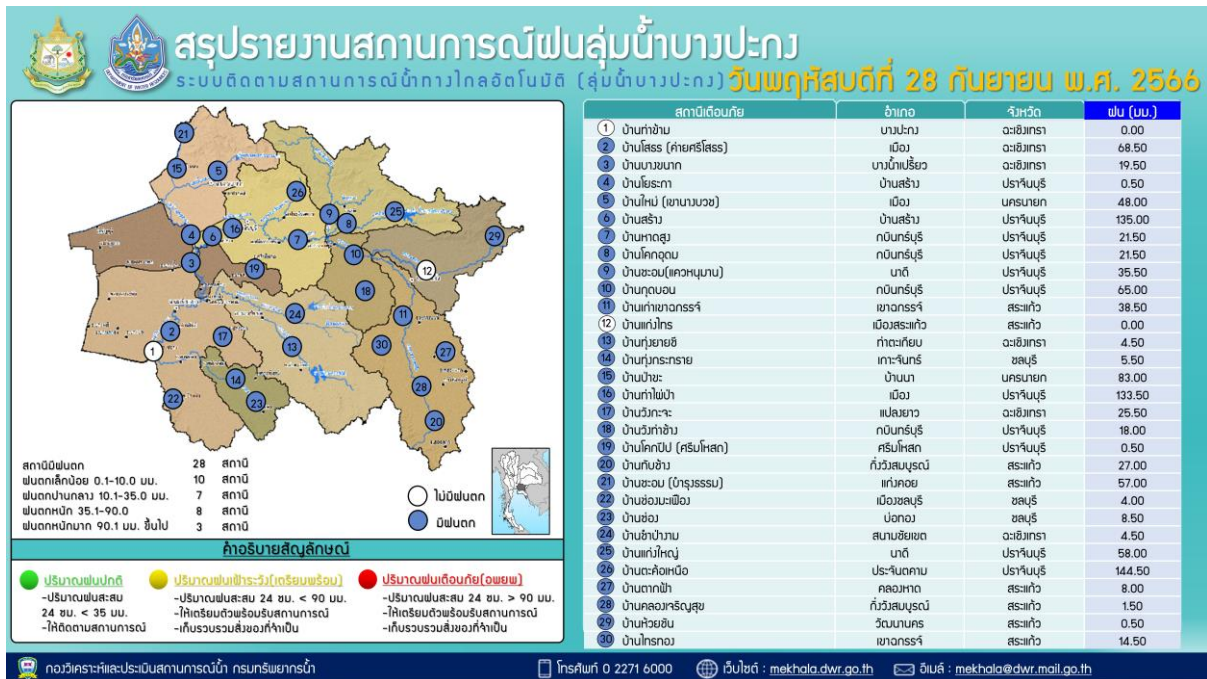 สรุปรายงานสถานการณ์ฝนลุ่มน้ำบางปะกง
ระบบติดตามสถานการณ์น้ำทางไกลอัตโนมัติ (ลุ่มน้ำบางปะกง) วันพฤหัสบดีที่ 28 กันยายน พ.ศ. 2566
สถานีมีฝนตก 28 สถานี
ฝนตกเล็กน้อย 0.1-10.0 มม. 10 สถานี
ฝนตกปานกลาง 10.1-35.0 มม. 7 สถานี
ฝนตกหนัก 35.1-90.0 8 สถานี
ฝนตกหนักมาก 90.1 มม. ขึ้นไป 3 สถานี
ไม่มีฝนตก
มีฝนตก
คำอธิบายสัญลักษณ์
ปริมาณฝนปกติ
-ปริมาณฝนสะสม
24 ชม. < 35 มม.
-ให้ติดตามสถานการณ์
ปริมาณฝนเฝ้าระวัง(เตรียมพร้อม)
-ปริมาณฝนสะสม 24 ชม. < 90 มม.
-ให้เตรียมตัวพร้อมรับสถานการณ์
-เก็บรวบรวมสิ่งของที่จำเป็น
ปริมาณฝนเตือนภัย(อพยพ)
-ปริมาณฝนสะสม 24 ชม. > 90 มม.
-ให้เตรียมตัวพร้อมรับสถานการณ์
-เก็บรวบรวมสิ่งของที่จำเป็น
สถานีเตือนภัย อำเภอ จังหวัด ฝน (มม.)
1 บ้านท่าข้าม บางปะกง ฉะเชิงเทรา 0.00
2 บ้านโสธร (ค่ายศรีโสธร) เมือง ฉะเชิงเทรา 68.50
3 บ้านบางขนาก บางน้ำเปรี้ยว ฉะเชิงเทรา 19.50
4 บ้านโยธะกา บ้านสร้าง ปราจีนบุรี 0.50
5 บ้านใหม่ (เขานางบวช) เมือง นครนายก 48.00
6 บ้านสร้าง บ้านสร้าง ปราจีนบุรี 135.00
7 บ้านหาดสูง กบินทร์บุรี ปราจีนบุรี 21.50
8 บ้านโคกอุดม กบินทร์บุรี ปราจีนบุรี 21.50
9 บ้านซะอม(แควหนุมาน) นาดี ปราจีนบุรี 35.50
10 บ้านกุดบอน กบินทร์บุรี ปราจีนบุรี 65.00
11 บ้านเก่าเขาฉกรรจ์ เขาฉกรรจ์ สระแก้ว 38.50
12 บ้านแก่งไทร เมืองสระแก้ว สระแก้ว 0.00
13 บ้านทุ่งยายชี ท่าตะเกียบ ฉะเชิงเทรา 4.50
14 บ้านทุ่งกระทราย เกาะจันทร์ ชลบุรี 5.50
15 บ้านป่าขะ บ้านนา นครนายก 83.00
16 บ้านท่าไผ่ป่า เมือง ปราจีนบุรี 133.50
17 บ้านวังกะจะ แปลงยาว ฉะเชิงเทรา 25.50
18 บ้านวังท่าช้าง กบินทร์บุรี ปราจีนบุรี 18.00
19 บ้านโคกปีป (ศรีมโหสถ) ศรีมโหสถ ปราจีนบุรี 0.50
20 บ้านทับช้าง กิ่งวังสมบูรณ์ สระแก้ว 27.00
21 บ้านซะอม (บำรุงธรรม) แก่งคอย สระแก้ว 57.00
22 บ้านซ่องมะเฟือง เมืองชลบุรี ชลบุรี 4.00
23 บ้านซ่อง บ่อทอง ชลบุรี 8.50
24 บ้านชำป่างาม สนามชัยเขต ฉะเชิงเทรา 4.50
25 บ้านแก่งใหญ่ นาดี ปราจีนบุรี 58.00
26 บ้านตะคร้อเหนือ ประจันตคาม ปราจีนบุรี 144.50
27 บ้านตากฟ้า คลองหาด สระแก้ว 8.00
28 บ้านคลองเจริญสุข กิ่งวังสมบูรณ์ สระแก้ว 1.50
29 บ้านห้วยชัน วัฒนานคร สระแก้ว 0.50
30 บ้านไทรทอง เขาฉกรรจ์ สระแก้ว 14.50
กองวิเคราะห์และประเมินสถานการณ์น้ำ กรมทรัพยากรน้ำ โทรศัพท์ 0 2271 6000 เว็บไซต์ : mekhala.dwr.go.th อีเมล์ : mekhala@dwr.mail.go.th